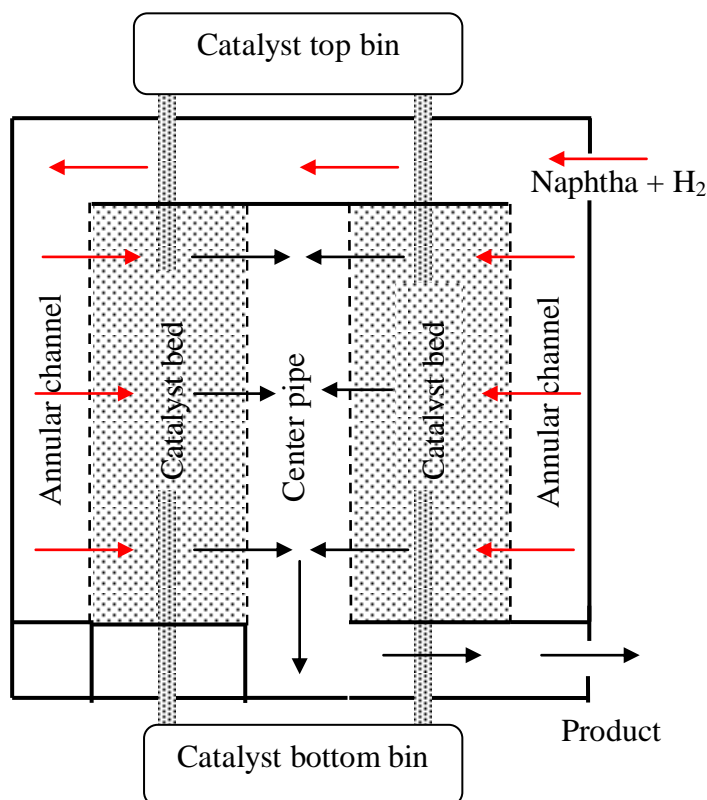 Catalyst top bin
Naphtha + H₂
Annular channel
Catalyst bed
Center pipe
Catalyst bed
Annular channel
Product
Catalyst bottom bin